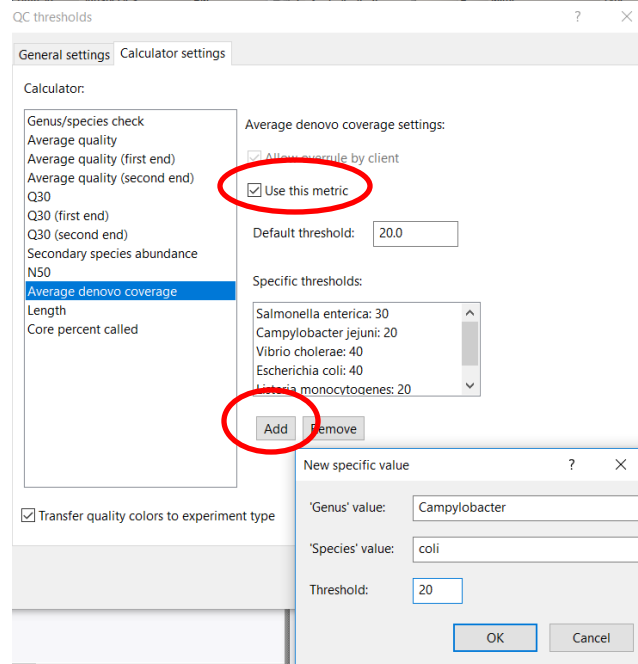 QC thresholds
General settings
Calculator settings
Calculator:
Genus/species check
Average quality
Average quality (first end)
Average quality (second end)
Q30
Q30 (first end)
Q30 (second end)
Secondary species abundance
N50
Average denovo coverage
Length
Core percent called
Average denovo coverage settings:
Allow overrule by client
Use this metric
Default threshold: 20.0
Specific thresholds:
Salmonella enterica: 30
Campylobacter jejuni: 20
Vibrio cholerae: 40
Escherichia coli: 40
Listeria monocytogenes: 20
Add
Remove
Transfer quality colors to experiment type
New specific value
'Genus' value: Campylobacter
'Species' value: coli
Threshold: 20
OK
Cancel